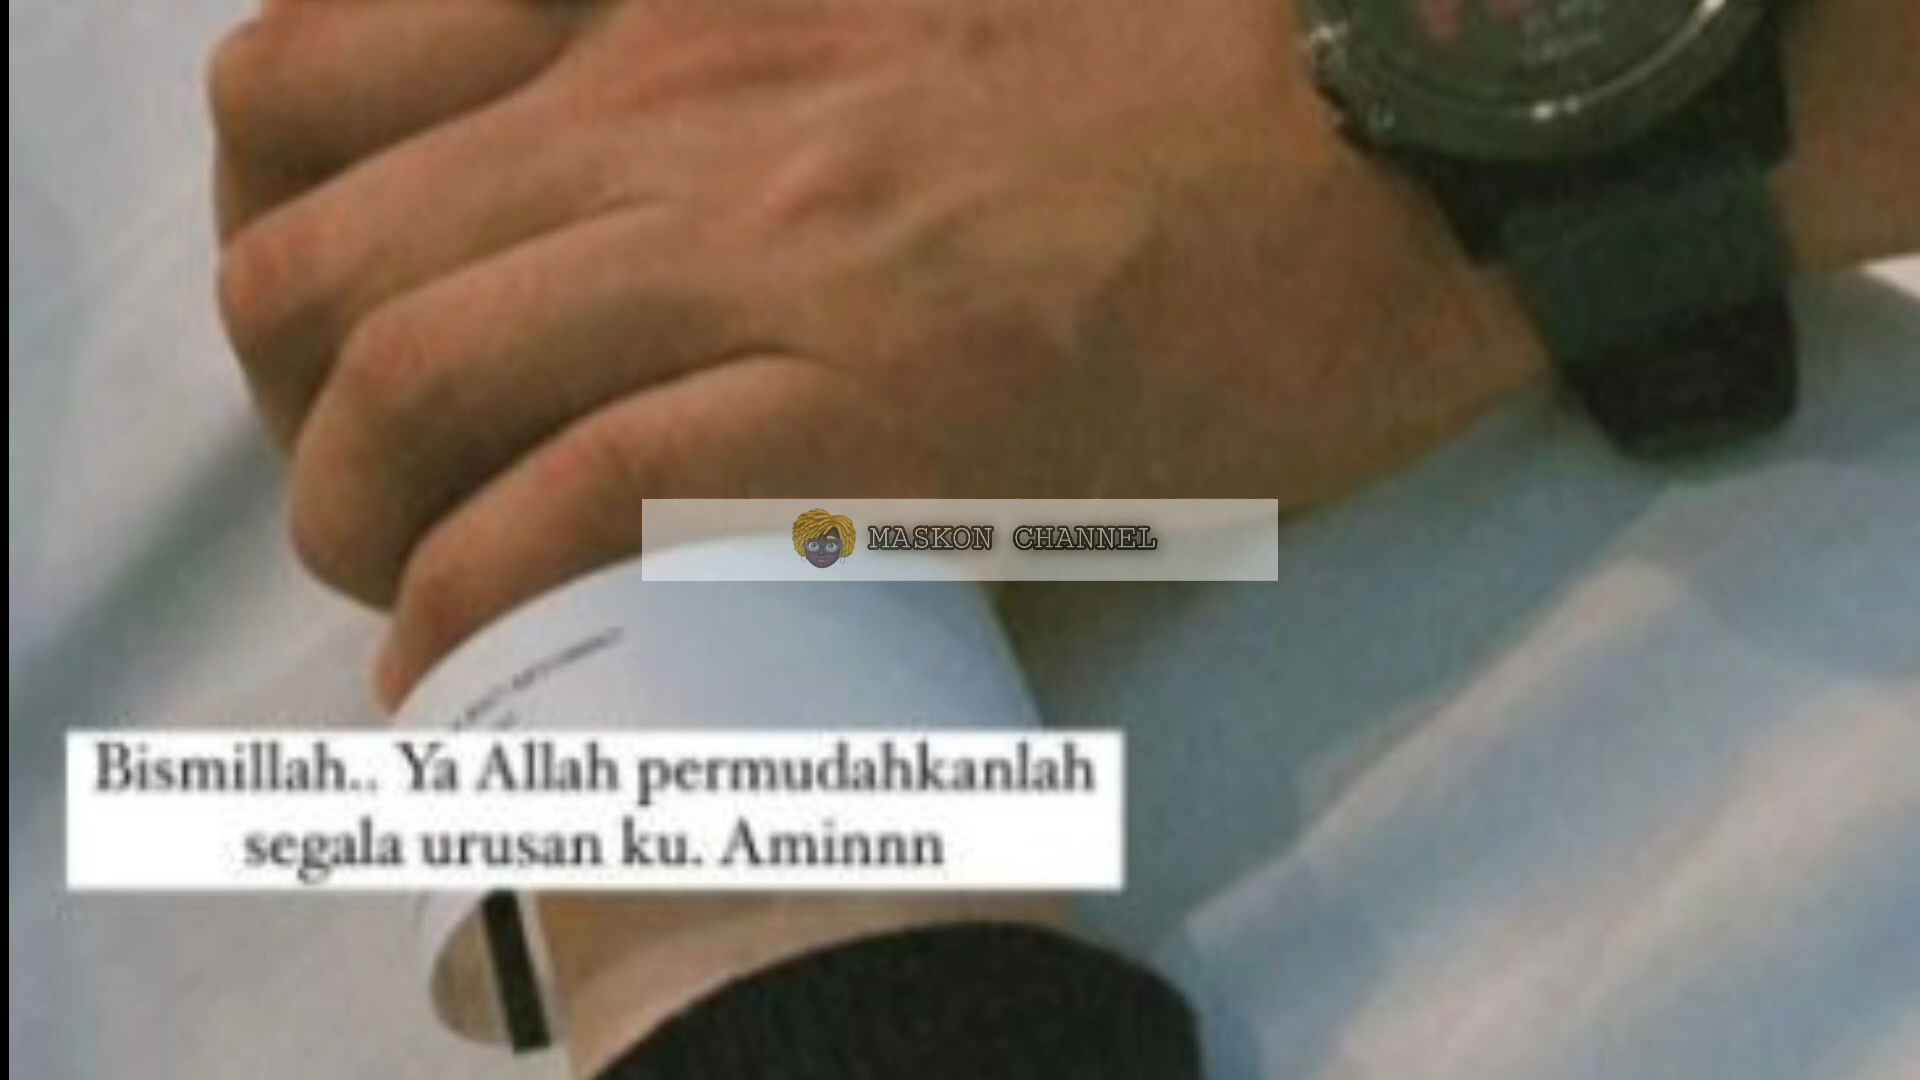 MASKON CHANNEL
Bismillah.. Ya Allah permudahkanlah
segala urusan ku. Aminnn